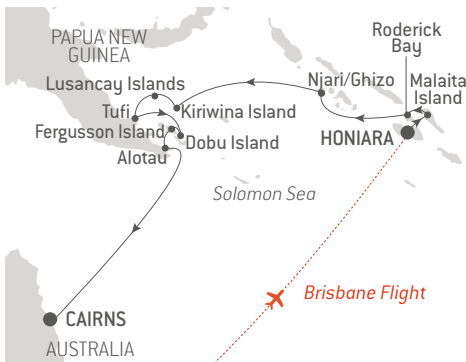 PAPUA NEW
GUINEA
Roderick
Bay
Lusancay Islands
Njari/Ghizo
Malaita
Island
Tufi
Kiriwina Island
Fergusson Island
Dobu Island
HONIARA
Alotau
Solomon Sea
Brisbane Flight
CAIRNS
AUSTRALIA